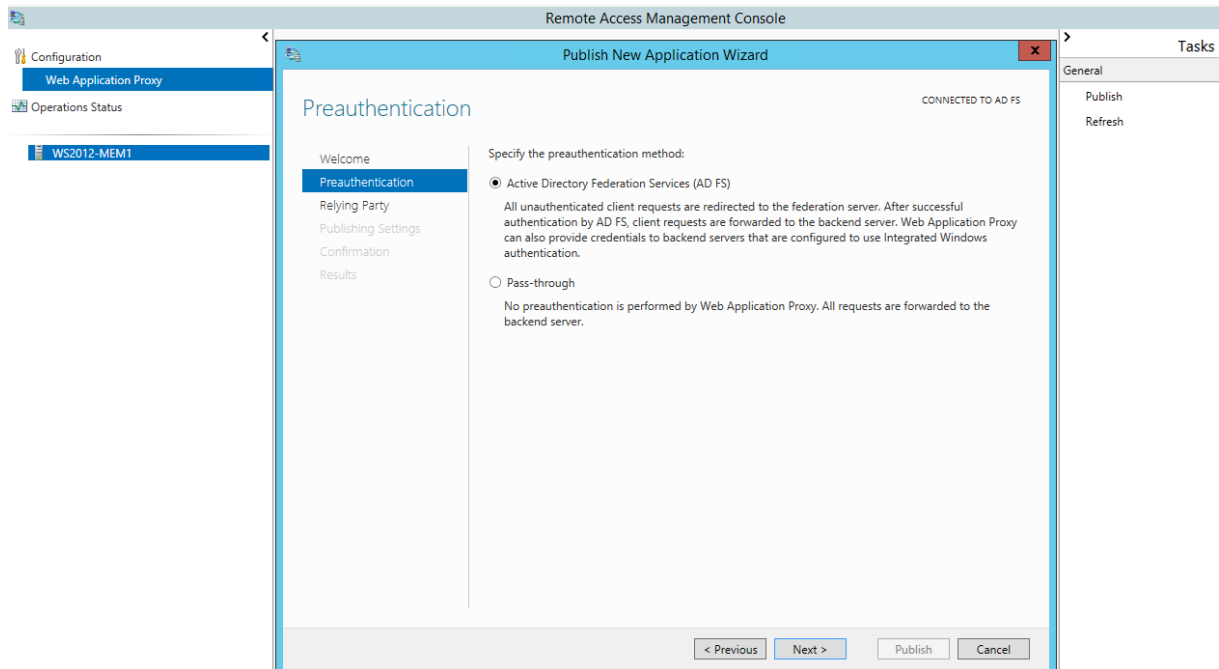 Remote Access Management Console
<
Configuration
Web Application Proxy
Operations Status
WS2012-MEM1
Publish New Application Wizard
x
Preauthentication
CONNECTED TO AD FS
Welcome
Preauthentication
Relying Party
Publishing Settings
Confirmation
Results
Specify the preauthentication method:
Active Directory Federation Services (AD FS)
All unauthenticated client requests are redirected to the federation server. After successful
authentication by AD FS, client requests are forwarded to the backend server. Web Application Proxy
can also provide credentials to backend servers that are configured to use Integrated Windows
authentication.
Pass-through
No preauthentication is performed by Web Application Proxy. All requests are forwarded to the
backend server.
< Previous
Next >
Publish
Cancel
>
Tasks
General
Publish
Refresh